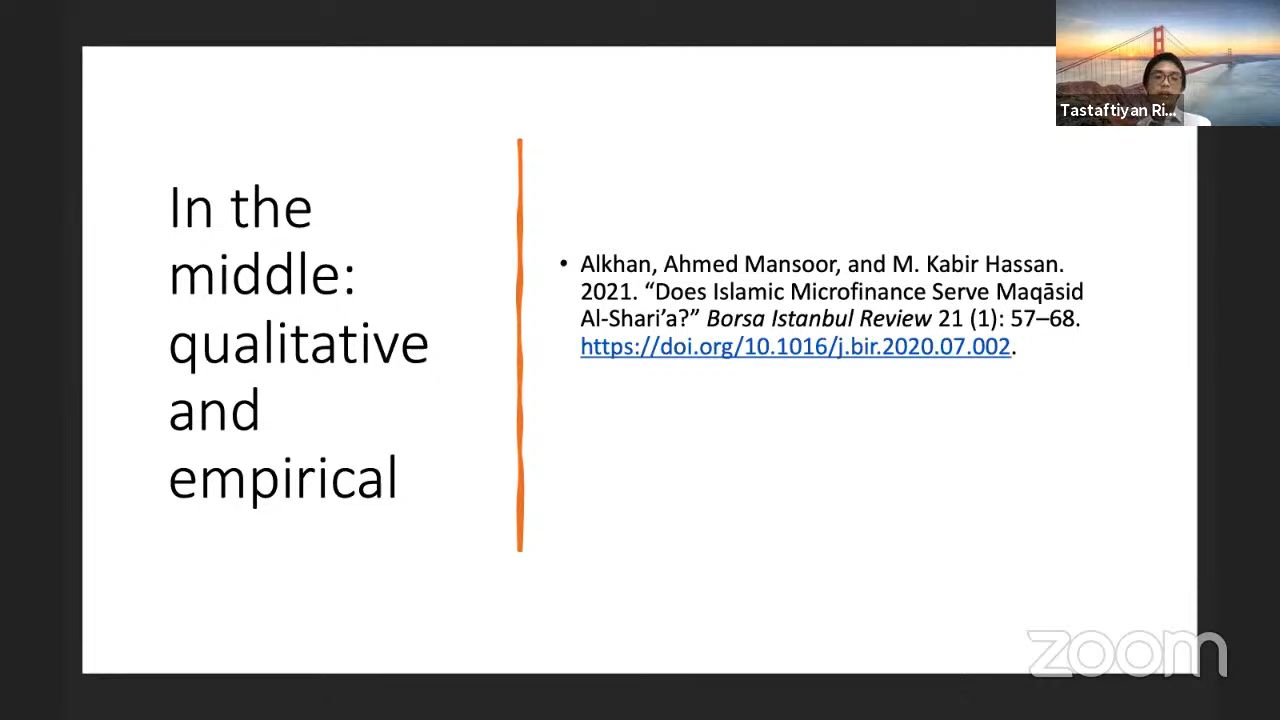 Tastaftiyan Ri...
In the
middle:
qualitative
and
empirical
• Alkhan, Ahmed Mansoor, and M. Kabir Hassan.
2021. “Does Islamic Microfinance Serve Maqāsid
Al-Shari’a?” Borsa Istanbul Review 21 (1): 57–68.
https://doi.org/10.1016/j.bir.2020.07.002.
zoom